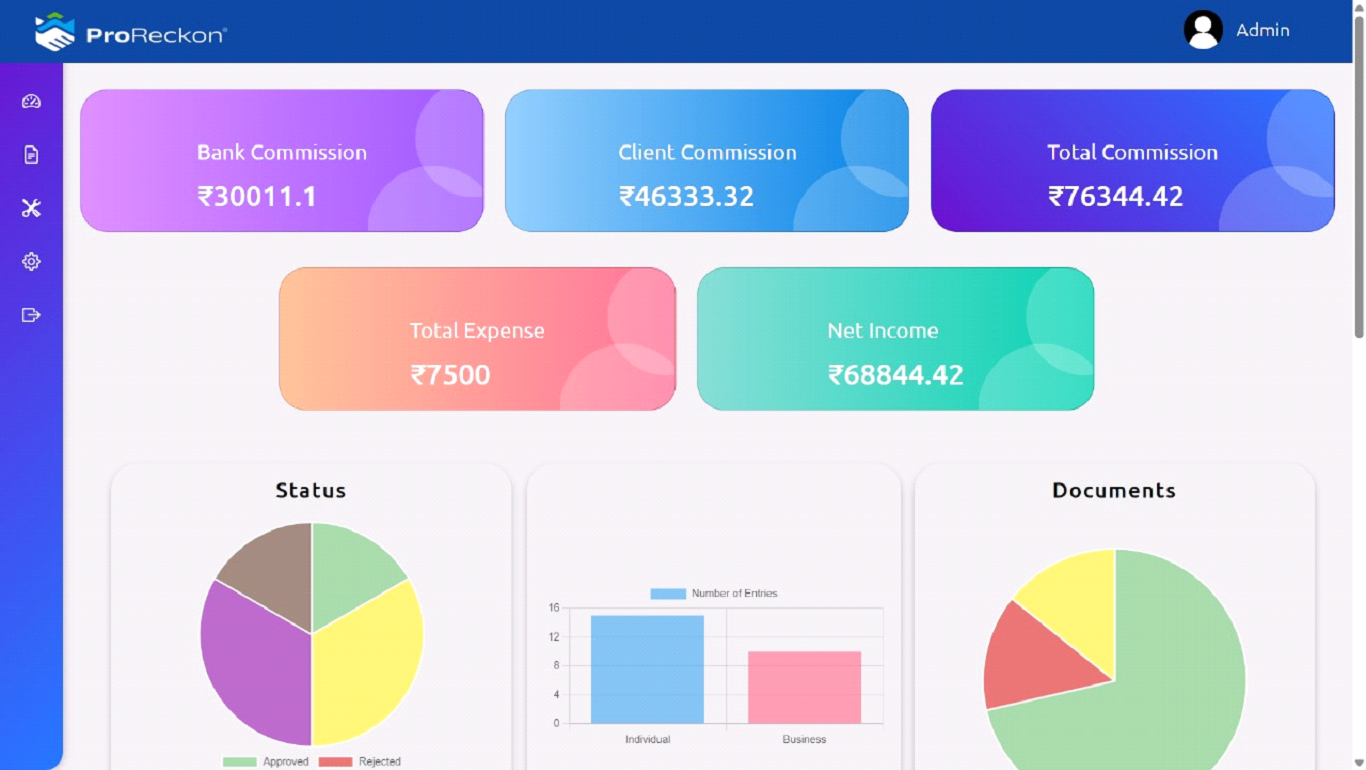 ProReckon®
Admin
Bank Commission
₹30011.1
Client Commission
₹46333.32
Total Commission
₹76344.42
Total Expense
₹7500
Net Income
₹68844.42
Status
Approved Rejected
Number of Entries
16
12
8
4
0
Individual Business
Documents